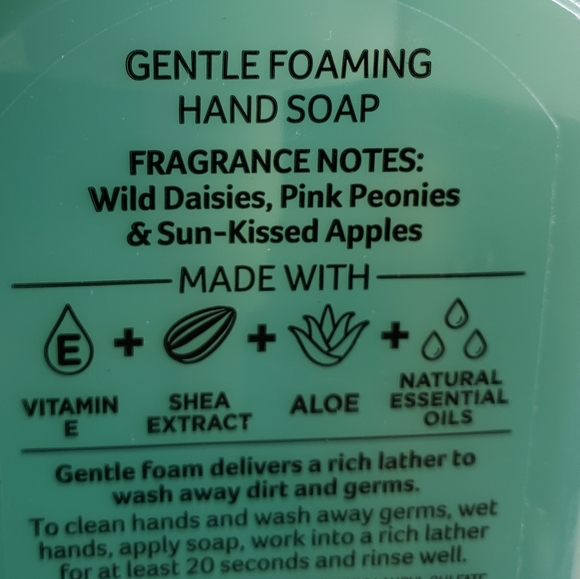 GENTLE FOAMING
HAND SOAP
FRAGRANCE NOTES:
Wild Daisies, Pink Peonies
& Sun-Kissed Apples
MADE WITH
E + + +
VITAMIN E
SHEA EXTRACT
ALOE
NATURAL ESSENTIAL OILS
Gentle foam delivers a rich lather to
wash away dirt and germs.
To clean hands and wash away germs, wet
hands, apply soap, work into a rich lather
for at least 20 seconds and rinse well.